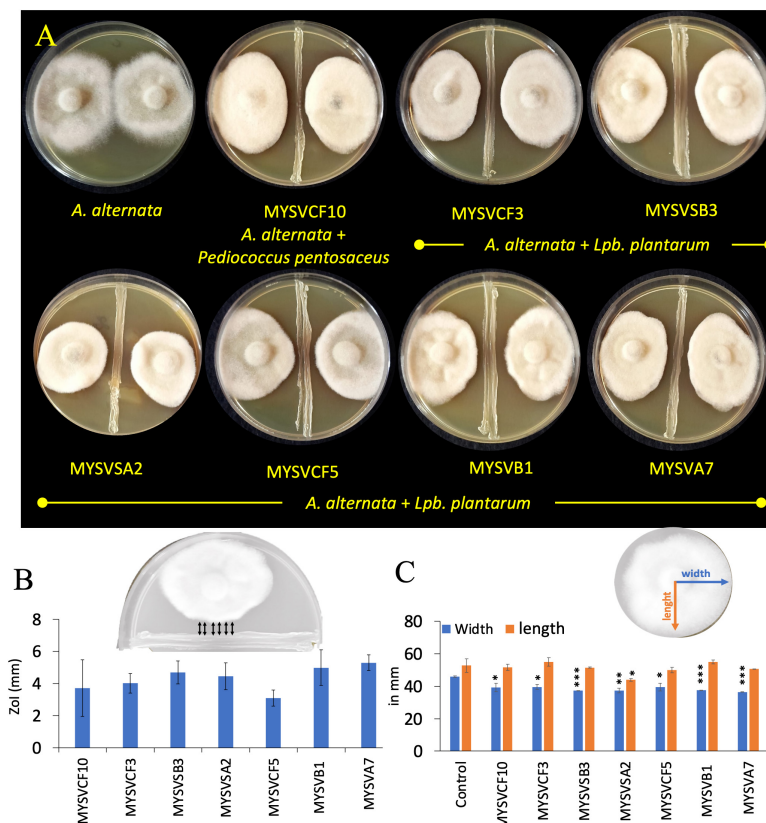 A
A. alternata
MYSVCF10
A. alternata +
Pediococcus pentosaceus
MYSVCF3
MYSVSB3
A. alternata + Lpb. plantarum
MYSVSA2
MYSVCF5
MYSVB1
MYSVA7
A. alternata + Lpb. plantarum
B
ZoI (mm)
8
6
4
2
0
MYSVCF10
MYSVCF3
MYSVSB3
MYSVSA2
MYSVCF5
MYSVB1
MYSVA7
C
width
lenght
Width
length
in mm
80
60
40
20
0
*
*
***
**
*
*
***
***
Control
MYSVCF10
MYSVCF3
MYSVSB3
MYSVSA2
MYSVCF5
MYSVB1
MYSVA7